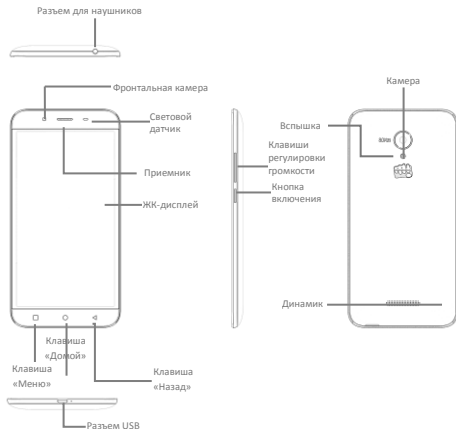 Разъем для наушников
Фронтальная камера
Световой
датчик
Приемник
ЖК-дисплей
Клавиша
«Домой»
Клавиша
«Меню»
Клавиша
«Назад»
Разъем USB
Клавиши
регулировки
громкости
Кнопка
включения
Камера
Вспышка
Динамик